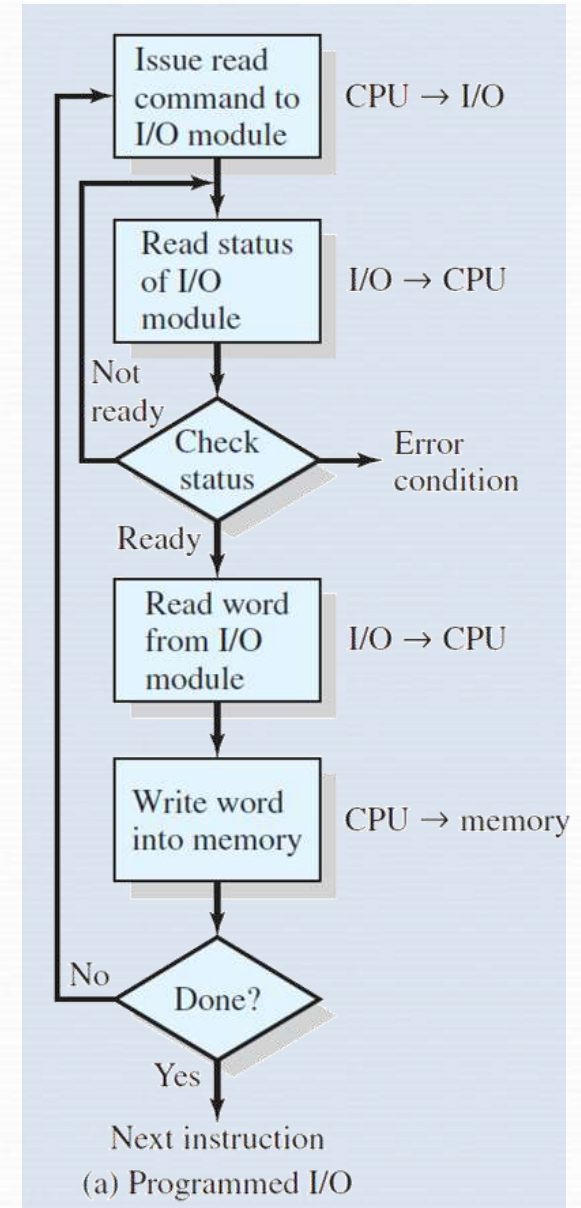 Issue read
command to
I/O module
CPU → I/O
Read status
of I/O
module
I/O → CPU
Not
ready
Check
status
Error
condition
Ready
Read word
from I/O
module
I/O → CPU
Write word
into memory
CPU → memory
No
Done?
Yes
Next instruction
(a) Programmed I/O